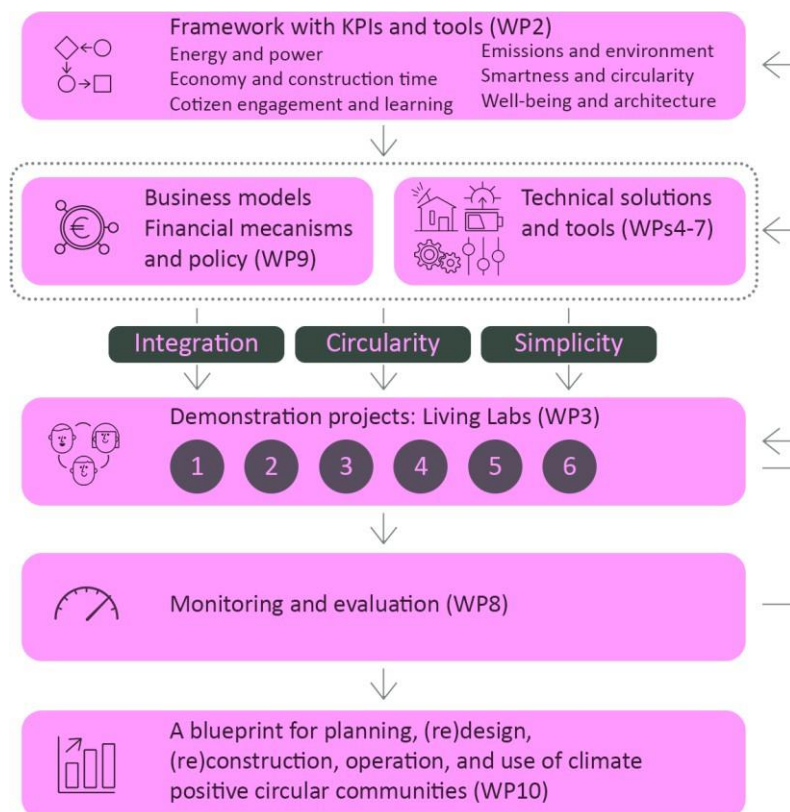 Framework with KPIs and tools (WP2)
Energy and power
Economy and construction time
Cotizen engagement and learning
Emissions and environment
Smartness and circularity
Well-being and architecture
Business models
Financial mecanisms
and policy (WP9)
€
Technical solutions
and tools (WPs4-7)
Integration
Circularity
Simplicity
Demonstration projects: Living Labs (WP3)
1 2 3 4 5 6
Monitoring and evaluation (WP8)
A blueprint for planning, (re)design,
(re)construction, operation, and use of climate
positive circular communities (WP10)